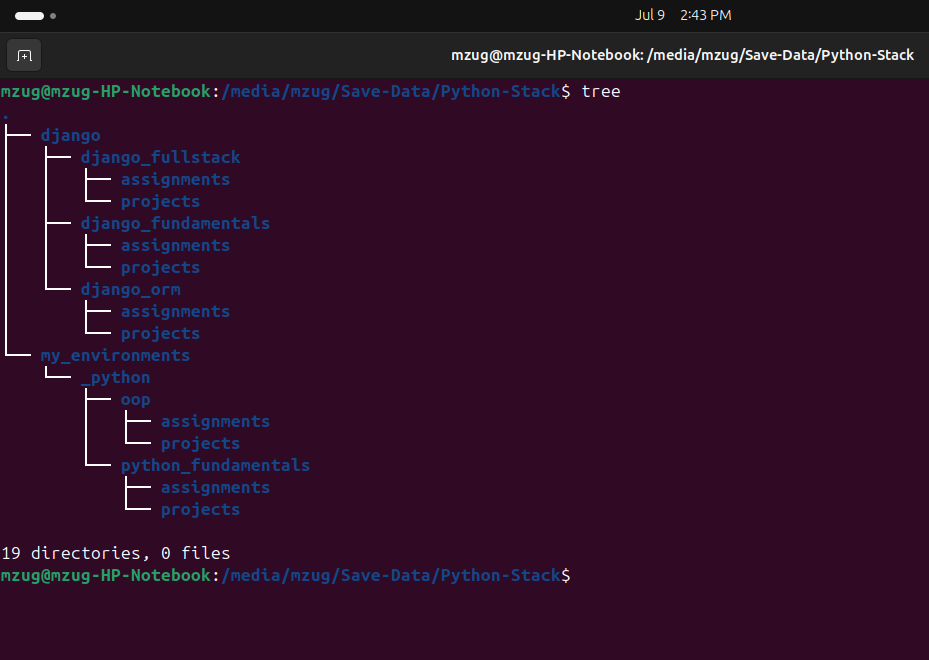 Jul 9 2:43 PM
mzug@mzug-HP-Notebook: /media/mzug/Save-Data/Python-Stack
mzug@mzug-HP-Notebook:/media/mzug/Save-Data/Python-Stack$ tree
.
├── django
│   ├── django_fullstack
│   │   ├── assignments
│   │   └── projects
│   ├── django_fundamentals
│   │   ├── assignments
│   │   └── projects
│   └── django_orm
│       ├── assignments
│       └── projects
└── my_environments
    └── _python
        ├── oop
        │   ├── assignments
        │   └── projects
        └── python_fundamentals
            ├── assignments
            └── projects
19 directories, 0 files
mzug@mzug-HP-Notebook:/media/mzug/Save-Data/Python-Stack$